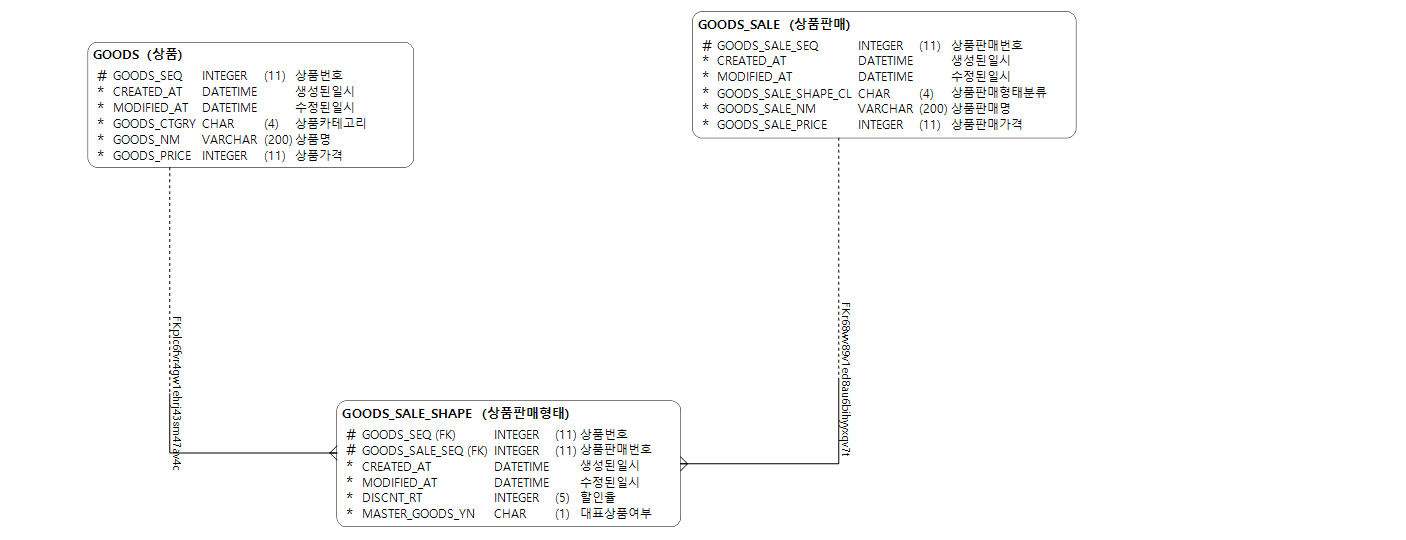 GOODS (상품)
# GOODS_SEQ INTEGER (11) 상품번호
* CREATED_AT DATETIME 생성된일시
* MODIFIED_AT DATETIME 수정된일시
* GOODS_CTGRY CHAR (4) 상품카테고리
* GOODS_NM VARCHAR (200) 상품명
* GOODS_PRICE INTEGER (11) 상품가격
GOODS_SALE (상품판매)
# GOODS_SALE_SEQ INTEGER (11) 상품판매번호
* CREATED_AT DATETIME 생성된일시
* MODIFIED_AT DATETIME 수정된일시
* GOODS_SALE_SHAPE_CL CHAR (4) 상품판매형태분류
* GOODS_SALE_NM VARCHAR (200) 상품판매명
* GOODS_SALE_PRICE INTEGER (11) 상품판매가격
FKplc6fvr4gw1ehrj43sm47av4c
FKr68wv89v1ed8au6bihyyxqv7t
GOODS_SALE_SHAPE (상품판매형태)
# GOODS_SEQ (FK) INTEGER (11) 상품번호
# GOODS_SALE_SEQ (FK) INTEGER (11) 상품판매번호
* CREATED_AT DATETIME 생성된일시
* MODIFIED_AT DATETIME 수정된일시
* DISCNT_RT INTEGER (5) 할인율
* MASTER_GOODS_YN CHAR (1) 대표상품여부